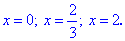 x = 0; x = 2/3; x = 2.